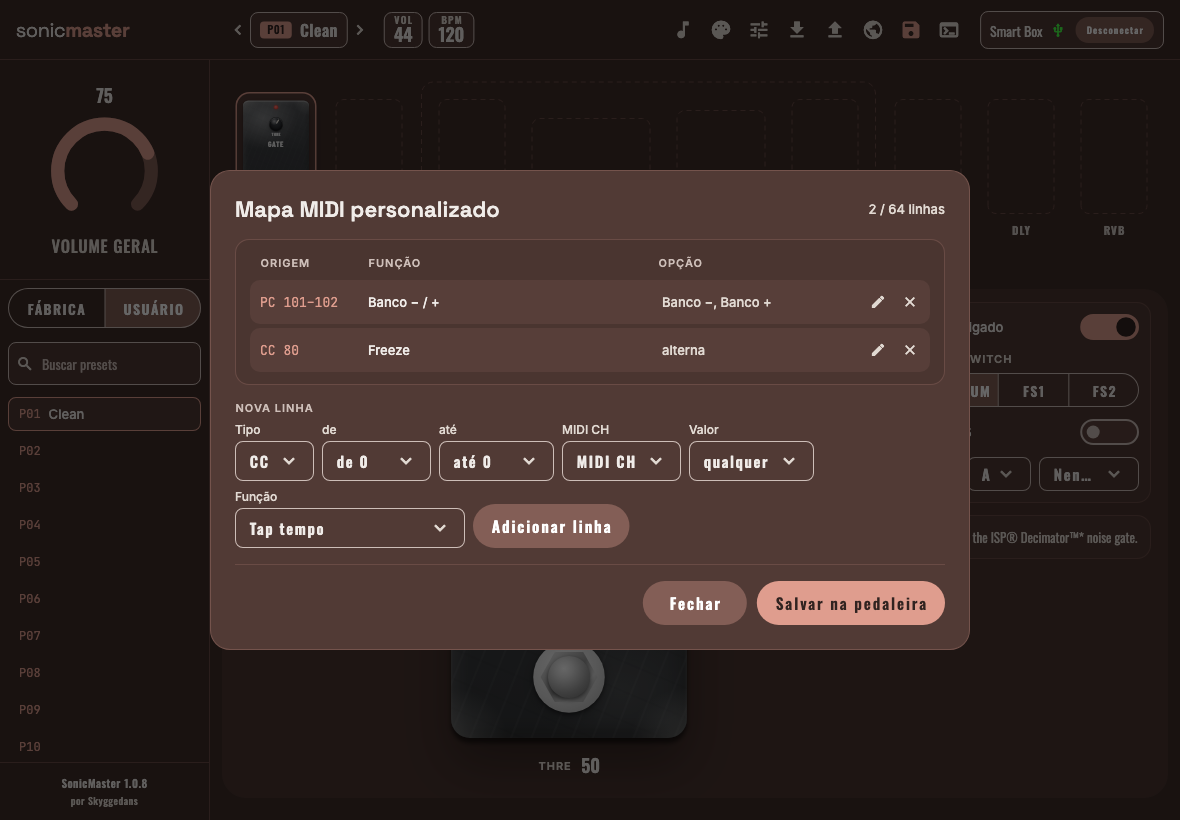 sonicmaster
P01 Clean
VOL
44
BPM
120
Smart Box
Desconectar
75
VOLUME GERAL
FÁBRICA
USUÁRIO
Buscar presets
P01 Clean
P02
P03
P04
P05
P06
P07
P08
P09
P10
SonicMaster 1.0.8
por Skyggedans
GATE
DLY
RVB
Mapa MIDI personalizado
2 / 64 linhas
ORIGEM FUNÇÃO OPÇÃO
PC 101–102 Banco – / + Banco –, Banco +
CC 80 Freeze alterna
NOVA LINHA
Tipo de até MIDI CH Valor
CC de 0 até 0 MIDI CH qualquer
Função
Tap tempo
Adicionar linha
Fechar
Salvar na pedaleira
lgado
WITCH
UM FS1 FS2
A Nen...
the ISP® Decimator™* noise gate.
THRE 50